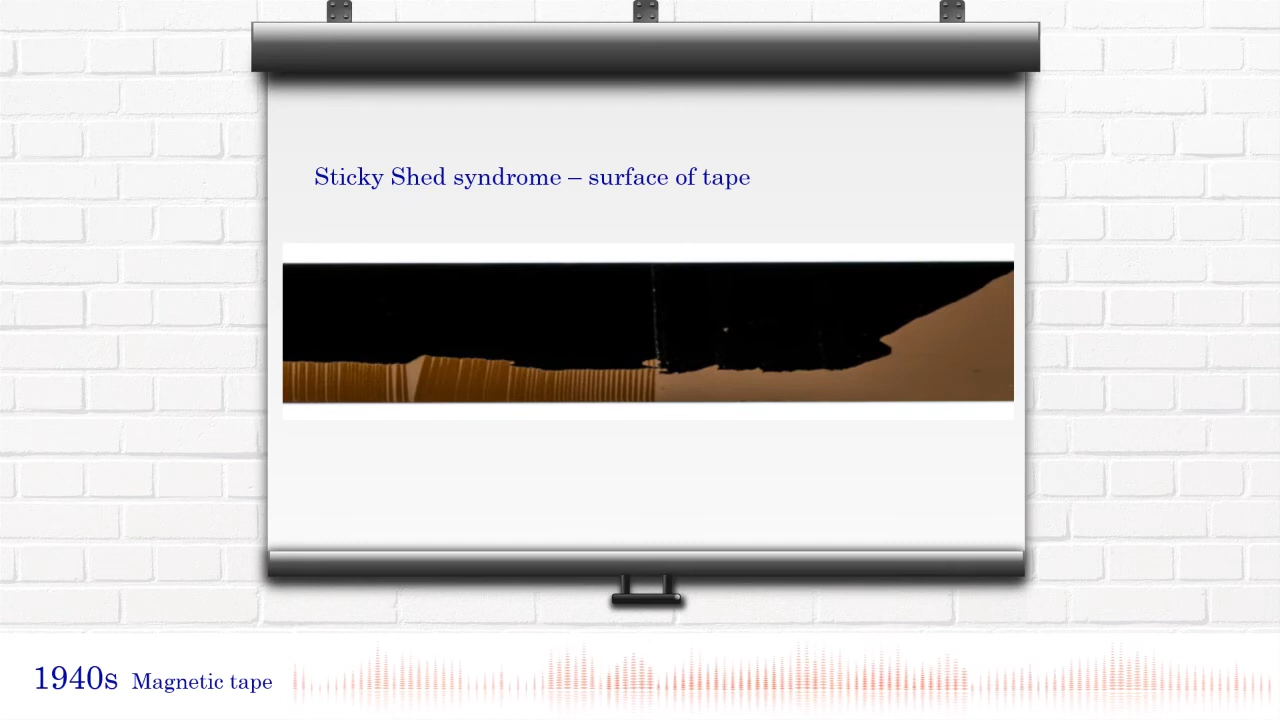 Sticky Shed syndrome – surface of tape
1940s Magnetic tape